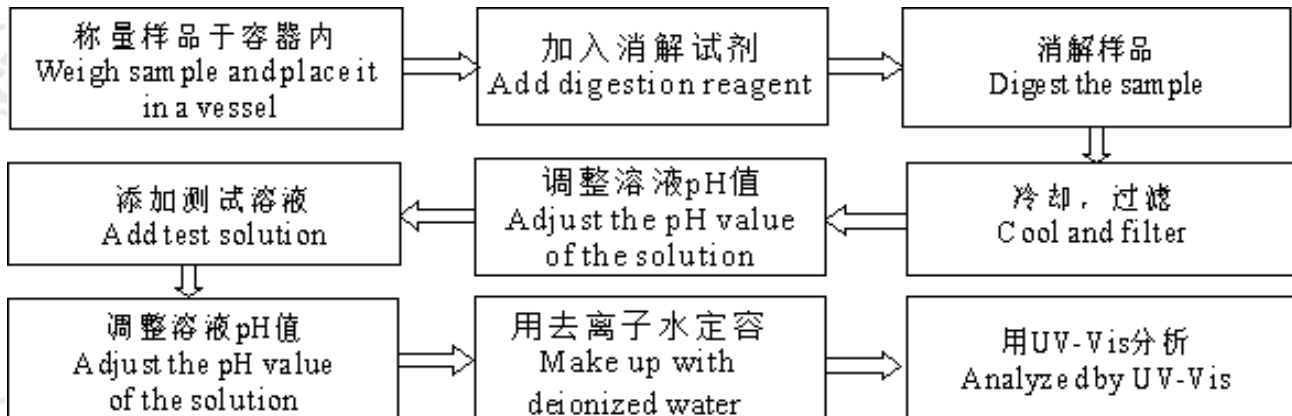 称量样品于容器内
Weigh sample and place it
in a vessel
加入消解试剂
Add digestion reagent
消解样品
Digest the sample
冷却，过滤
Cool and filter
调整溶液pH值
Adjust the pH value
of the solution
添加测试溶液
Add test solution
调整溶液pH值
Adjust the pH value
of the solution
用去离子水定容
Make up with
deionized water
用UV-Vis分析
Analyzed by UV-Vis